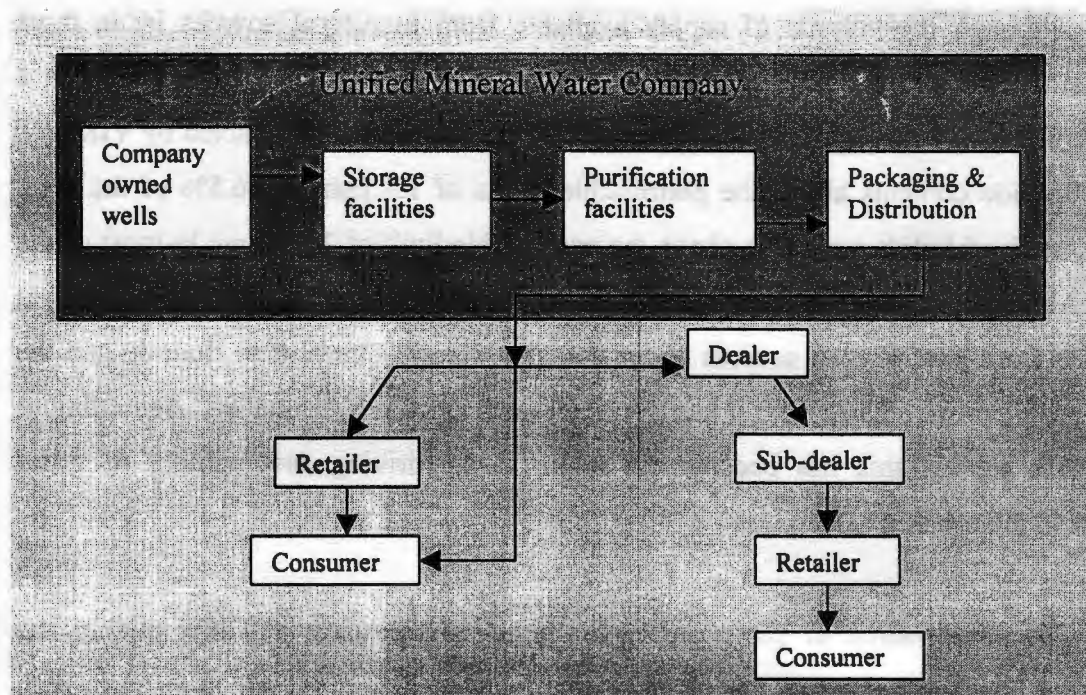 Unified Mineral Water Company
Company
owned
wells
Storage
facilities
Purification
facilities
Packaging &
Distribution
Dealer
Retailer
Sub-dealer
Consumer
Retailer
Consumer